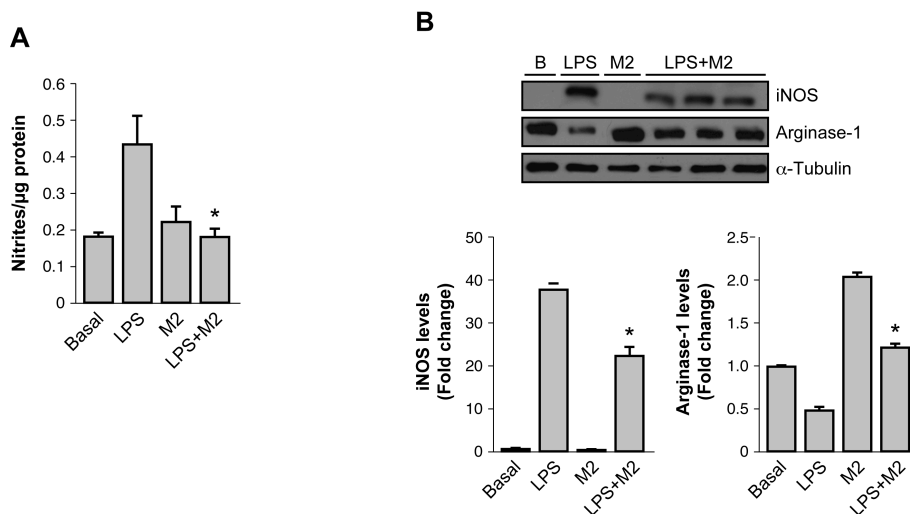 A
Nitrites/µg protein
0.6
0.4
0.3
0.2
0.1
0
*
Basal
LPS
M2
LPS+M2
B
B LPS M2 LPS+M2
iNOS
Arginase-1
α-Tubulin
iNOS levels
(Fold change)
50
40
30
20
10
0
*
Basal
LPS
M2
LPS+M2
Arginase-1 levels
(Fold change)
2.5
2.0
1.5
1.0
0.5
0
*
Basal
LPS
M2
LPS+M2